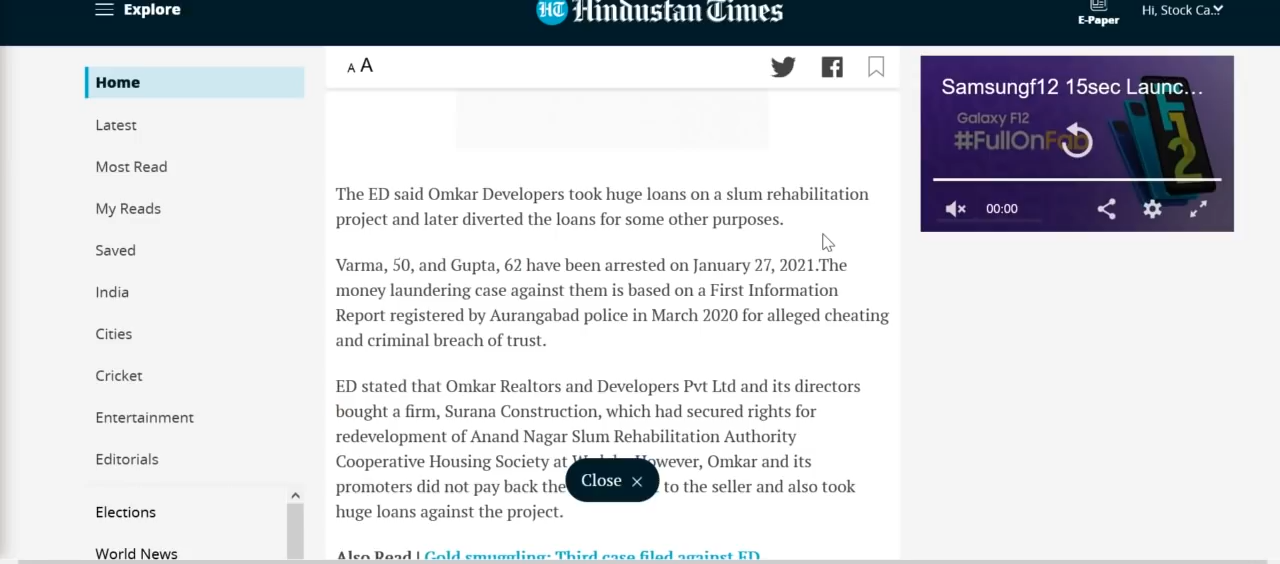 Explore
HT Hindustan Times
E-Paper
Hi, Stock Ca...
Home
Latest
Most Read
My Reads
Saved
India
Cities
Cricket
Entertainment
Editorials
Elections
World News
A A
The ED said Omkar Developers took huge loans on a slum rehabilitation
project and later diverted the loans for some other purposes.
Varma, 50, and Gupta, 62 have been arrested on January 27, 2021.The
money laundering case against them is based on a First Information
Report registered by Aurangabad police in March 2020 for alleged cheating
and criminal breach of trust.
ED stated that Omkar Realtors and Developers Pvt Ltd and its directors
bought a firm, Surana Construction, which had secured rights for
redevelopment of Anand Nagar Slum Rehabilitation Authority
Cooperative Housing Society at However, Omkar and its
promoters did not pay back the to the seller and also took
huge loans against the project.
Close ×
Also Read | Gold smuggling: Third case filed against ED
Samsungf12 15sec Launc...
Galaxy F12
#FullOnFab
F12
00:00